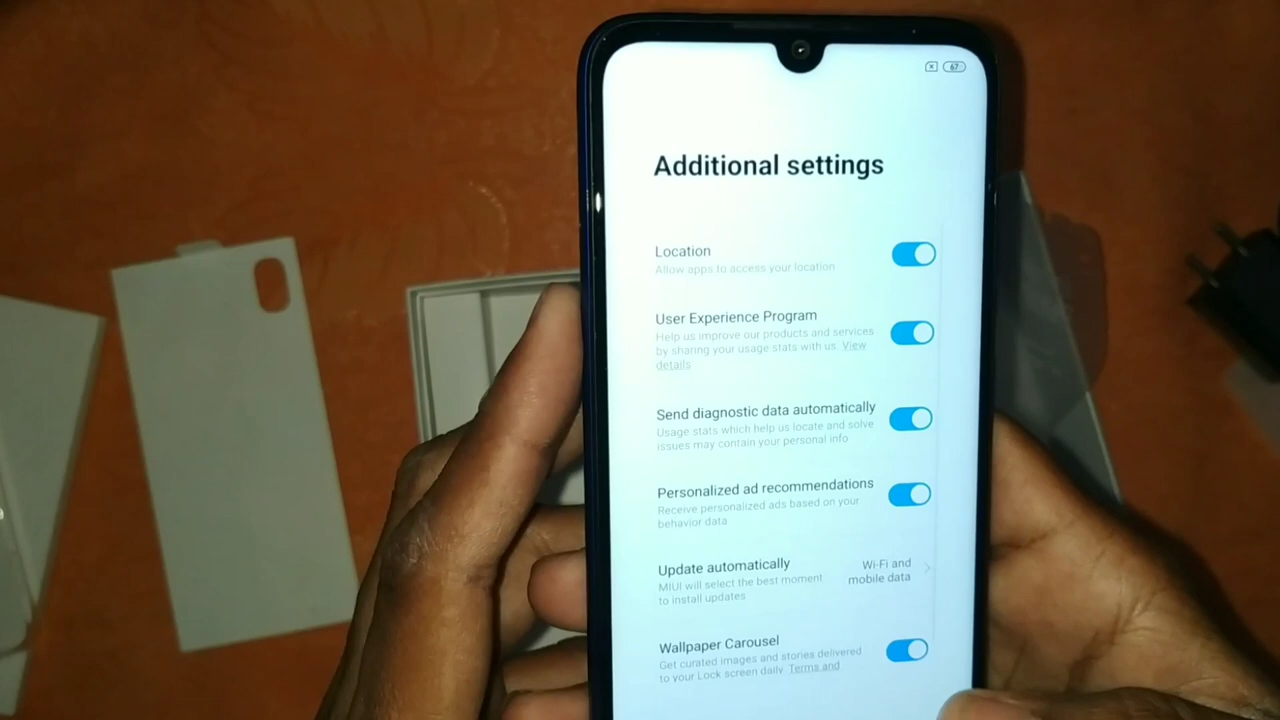 67
Additional settings
Location
Allow apps to access your location
User Experience Program
Help us improve our products and services
by sharing your usage stats with us. View
details
Send diagnostic data automatically
Usage stats which help us locate and solve
issues may contain your personal info
Personalized ad recommendations
Receive personalized ads based on your
behavior data
Update automatically
MIUI will select the best moment
to install updates
Wi-Fi and
mobile data
Wallpaper Carousel
Get curated images and stories delivered
to your Lock screen daily. Terms and